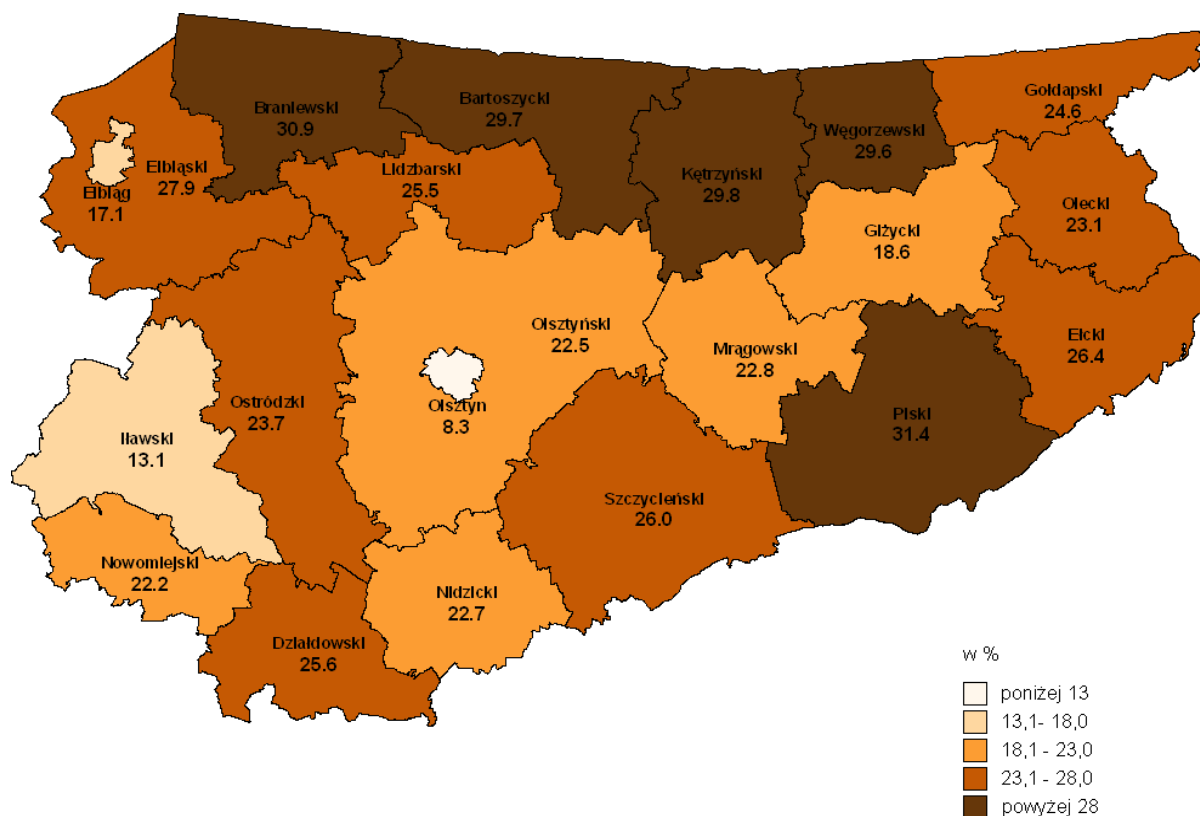 Braniewski
30.9
Bartoszycki
29.7
Gołdapski
24.6
Węgorzewski
29.6
Elbląski
27.9
Elbląg
17.1
Lidzbarski
25.5
Kętrzyński
29.8
Olecki
23.1
Giżycki
18.6
Olsztyński
22.5
Mrągowski
22.8
Ełcki
26.4
Ostródzki
23.7
Olsztyn
8.3
Piski
31.4
Iławski
13.1
Szczycieński
26.0
Nowomiejski
22.2
Nidzicki
22.7
Działdowski
25.6
w %
poniżej 13
13,1- 18,0
18,1 - 23,0
23,1 - 28,0
powyżej 28